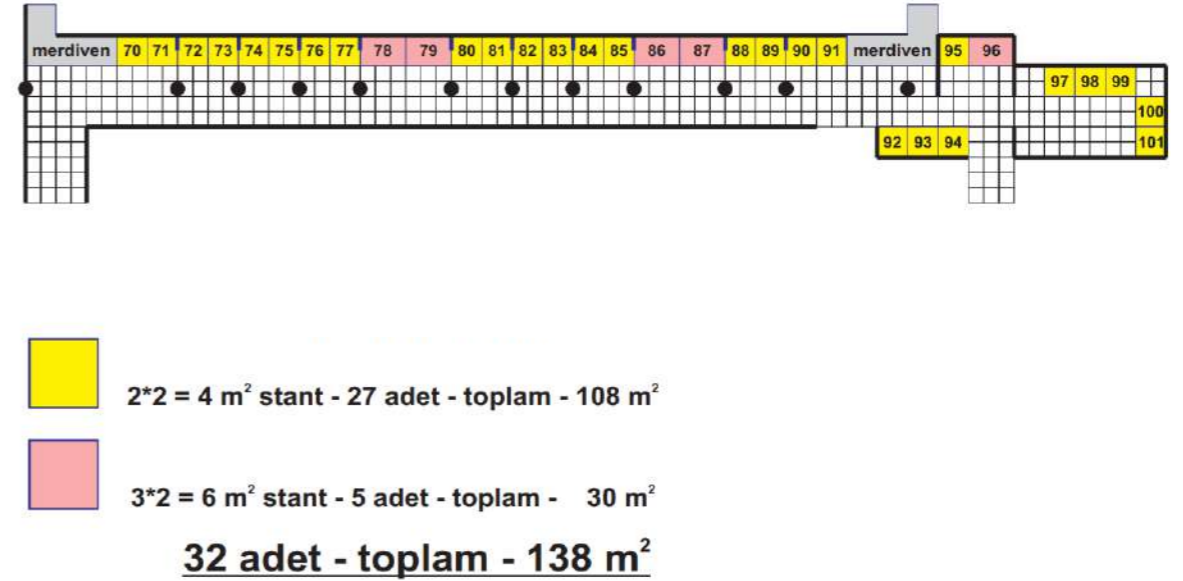 merdiven 70 71 72 73 74 75 76 77 78 79 80 81 82 83 84 85 86 87 88 89 90 91 merdiven 95 96
97 98 99
100
92 93 94 101
2*2 = 4 m² stant - 27 adet - toplam - 108 m²
3*2 = 6 m² stant - 5 adet - toplam - 30 m²
32 adet - toplam - 138 m²